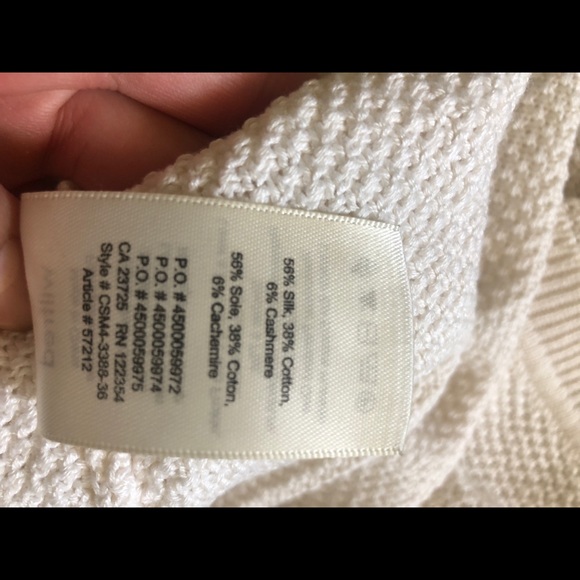 56% Silk, 38% Cotton,
6% Cashmere
56% Soie, 38% Coton,
6% Cachemire
P.O. # 4500059972
P.O. # 4500059974
P.O. # 4500059975
CA 23725 RN 122354
Style # CSM4-3388-36
Article # 57212